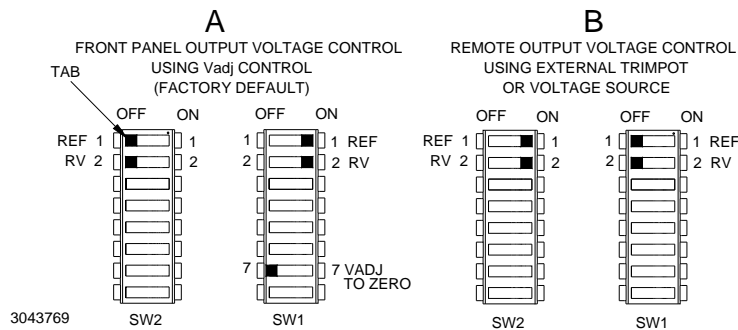 A
FRONT PANEL OUTPUT VOLTAGE CONTROL
USING Vadj CONTROL
(FACTORY DEFAULT)
TAB
OFF ON OFF ON
REF 1 1 1 1 REF
RV 2 2 2 2 RV
7 7 VADJ
TO ZERO
SW2 SW1
B
REMOTE OUTPUT VOLTAGE CONTROL
USING EXTERNAL TRIMPOT
OR VOLTAGE SOURCE
OFF ON OFF ON
REF 1 1 1 1 REF
RV 2 2 2 2 RV
SW2 SW1
3043769